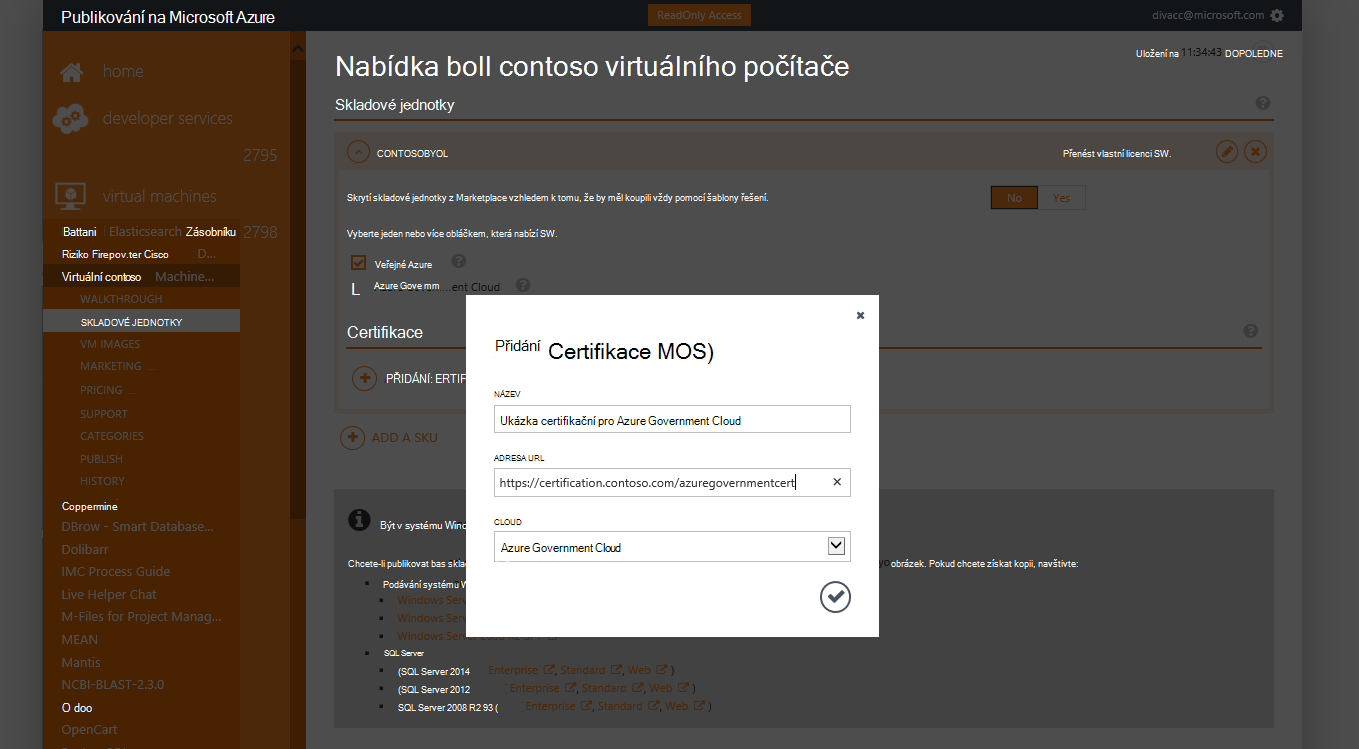 Publikování na Microsoft Azure
ReadOnly Access
divacc@microsoft.com
Uložení na 11:34:43 DOPOLEDNE
home
developer services
2795
virtual machines
Battani Elasticsearch Zásobníku 2798
Riziko Firepov.ter Cisco D...
Virtuální contoso Machine...
WALKTHROUGH
SKLADOVÉ JEDNOTKY
VM IMAGES
MARKETING ...
PRICING ...
SUPPORT
CATEGORIES
PUBLISH
HISTORY
Coppermine
DBrow - Smart Database...
Dolibarr
IMC Process Guide
Live Helper Chat
M-Files for Project Manag...
MEAN
Mantis
NCBI-BLAST-2.3.0
O doo
OpenCart
Nabídka boll contoso virtuálního počítače
Skladové jednotky
CONTOSOBYOL
Přenést vlastní licenci SW.
Skrytí skladové jednotky z Marketplace vzhledem k tomu, že by měl koupili vždy pomocí šablony řešení.
No Yes
Vyberte jeden nebo více obláčkem, která nabízí SW.
Veřejné Azure
L Azure Gove mm ...ent Cloud
Certifikace
PŘIDÁNÍ: ERTIF
ADD A SKU
Přidání Certifikace MOS)
NÁZEV
Ukázka certifikační pro Azure Government Cloud
ADRESA URL
https://certification.contoso.com/azuregovernmentcert
CLOUD
Azure Government Cloud
Být v systému Winc
Chcete-li publikovat bas skla
obrázek. Pokud chcete získat kopii, navštivte:
Podávání systému W
Windows Serv
Windows Serv
Windows Server 2008 R2 SP1
SQL Server
(SQL Server 2014 Enterprise , Standard , Web )
(SQL Server 2012 Enterprise , Standard , Web )
SQL Server 2008 R2 93 ( Enterprise , Standard , Web )